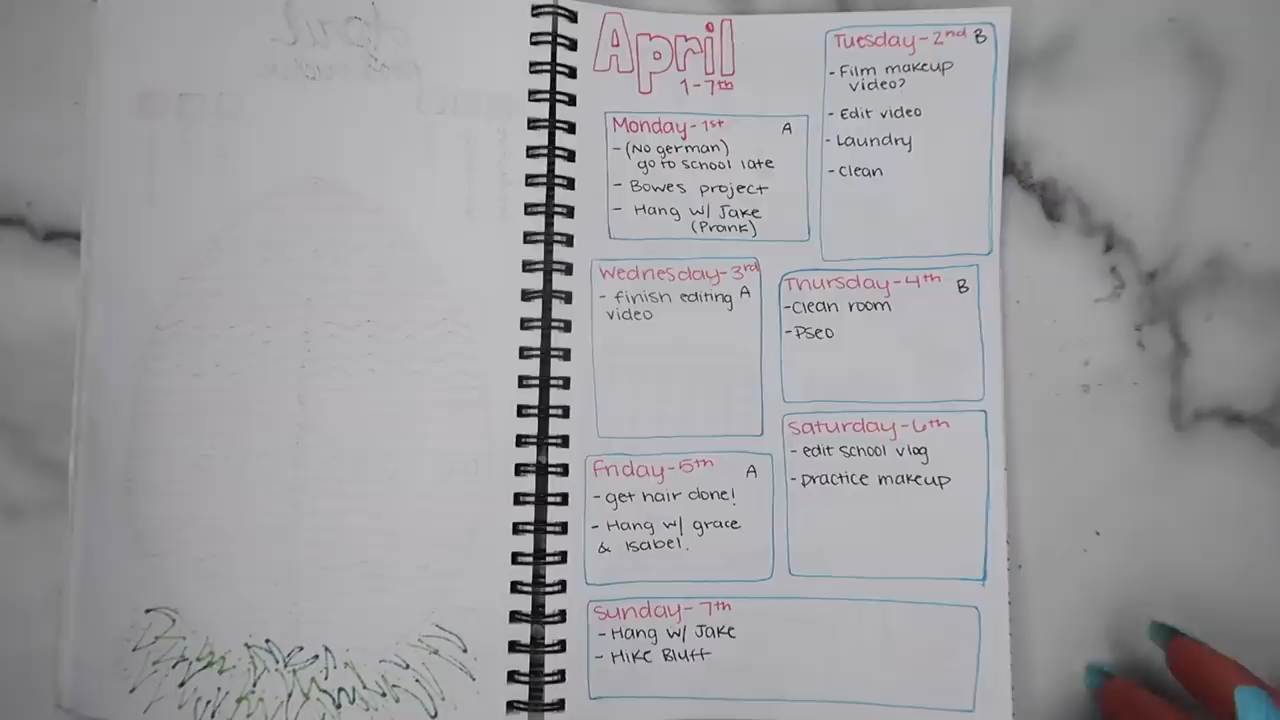 April
1-7th
Monday-1st A
-(No german)
go to school late
- Bowes project
- Hang w/ Jake
(Prank)
Tuesday-2nd B
-Film makeup
video?
- Edit video
-Laundry
-clean
Wednesday-3rd
- finish editing A
video
Thursday-4th B
-Clean room
-PSEO
Friday-5th A
-get hair done!
- Hang w/ grace
& Isabel.
Saturday-6th
- edit school vlog
-practice makeup
Sunday-7th
- Hang w/ Jake
- Hike Bluff
April